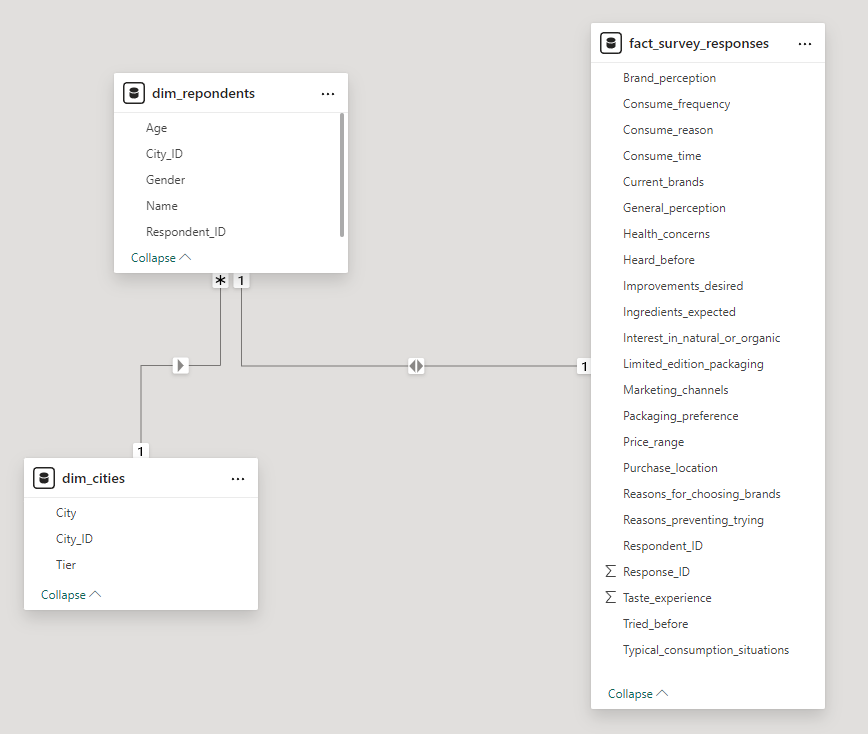 dim_repondents
...
Age
City_ID
Gender
Name
Respondent_ID
Collapse
* 1
1
dim_cities
...
City
City_ID
Tier
Collapse
1
fact_survey_responses
...
Brand_perception
Consume_frequency
Consume_reason
Consume_time
Current_brands
General_perception
Health_concerns
Heard_before
Improvements_desired
Ingredients_expected
Interest_in_natural_or_organic
Limited_edition_packaging
Marketing_channels
Packaging_preference
Price_range
Purchase_location
Reasons_for_choosing_brands
Reasons_preventing_trying
Respondent_ID
∑ Response_ID
∑ Taste_experience
Tried_before
Typical_consumption_situations
Collapse